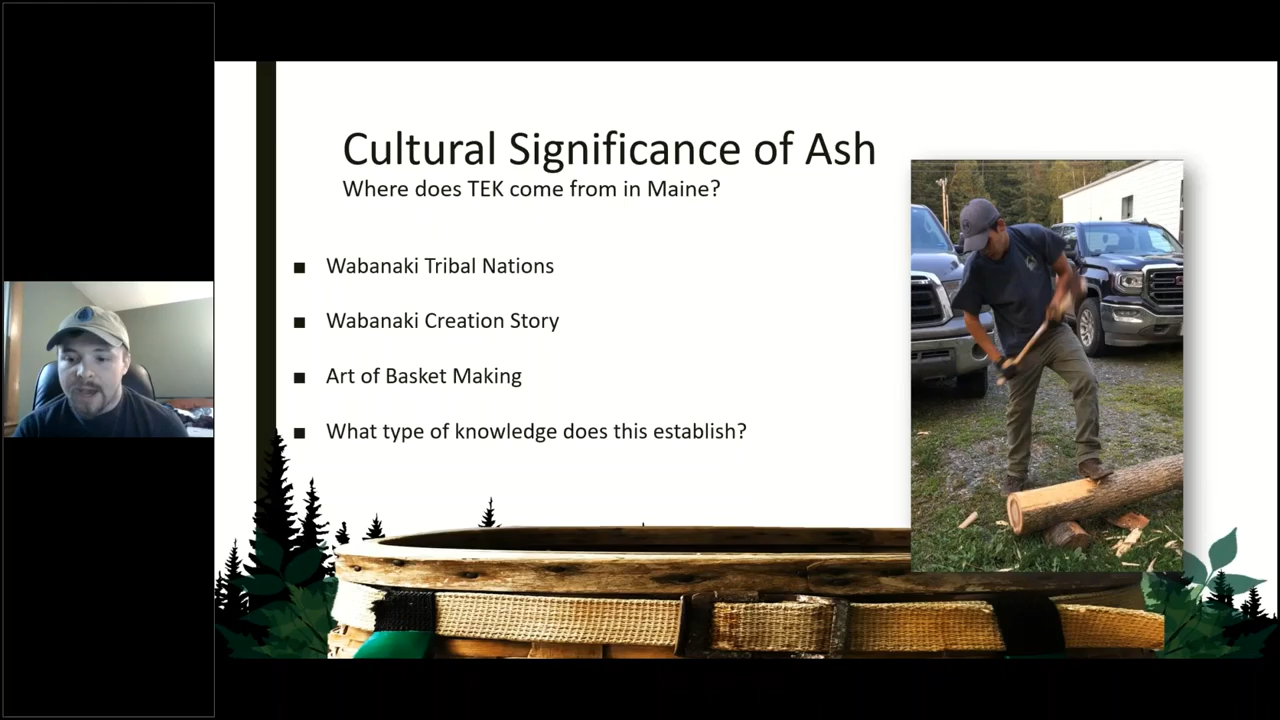 Cultural Significance of Ash
Where does TEK come from in Maine?
■ Wabanaki Tribal Nations
■ Wabanaki Creation Story
■ Art of Basket Making
■ What type of knowledge does this establish?